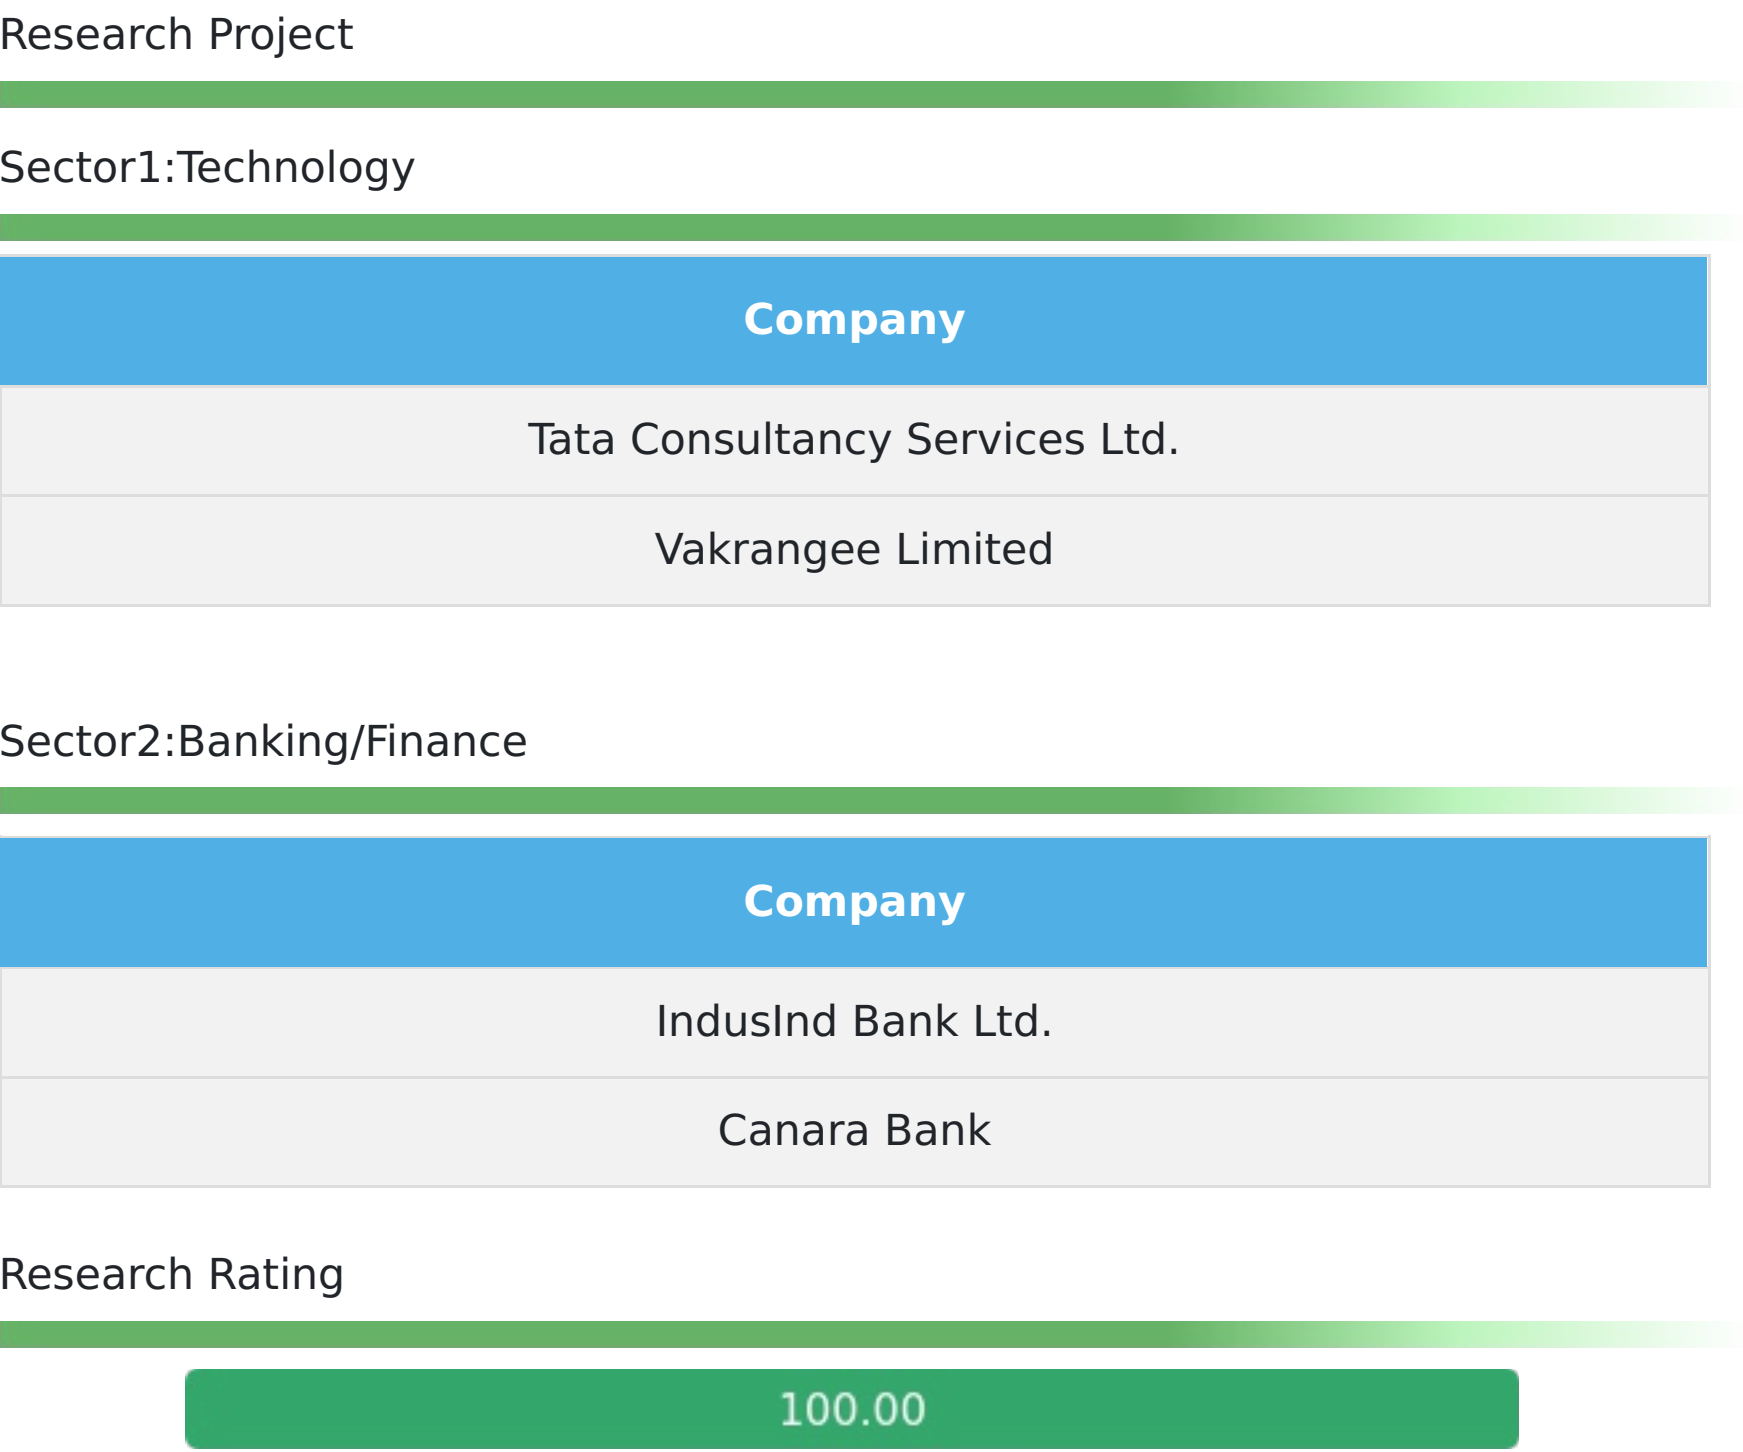 Research Project
Sector1:Technology
Company
Tata Consultancy Services Ltd.
Vakrangee Limited
Sector2:Banking/Finance
Company
IndusInd Bank Ltd.
Canara Bank
Research Rating
100.00